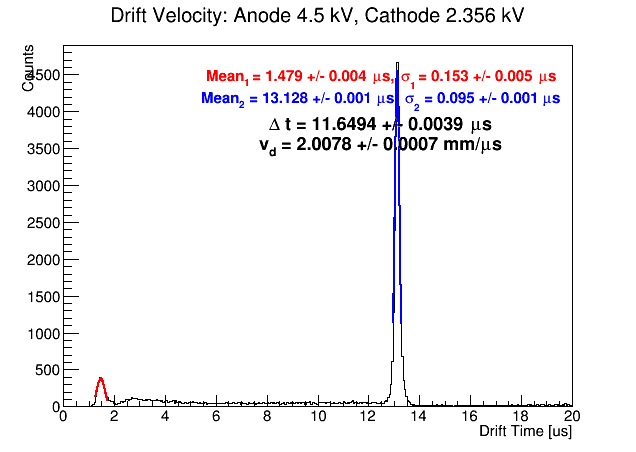 Drift Velocity: Anode 4.5 kV, Cathode 2.356 kV
Counts
Mean1 = 1.479 +/- 0.004 μs, σ1 = 0.153 +/- 0.005 μs
Mean2 = 13.128 +/- 0.001 μs, σ2 = 0.095 +/- 0.001 μs
Δ t = 11.6494 +/- 0.0039 μs
vd = 2.0078 +/- 0.0007 mm/μs
4500
4000
3500
3000
2500
2000
1500
1000
500
0
0 2 4 6 8 10 12 14 16 18 20
Drift Time [us]